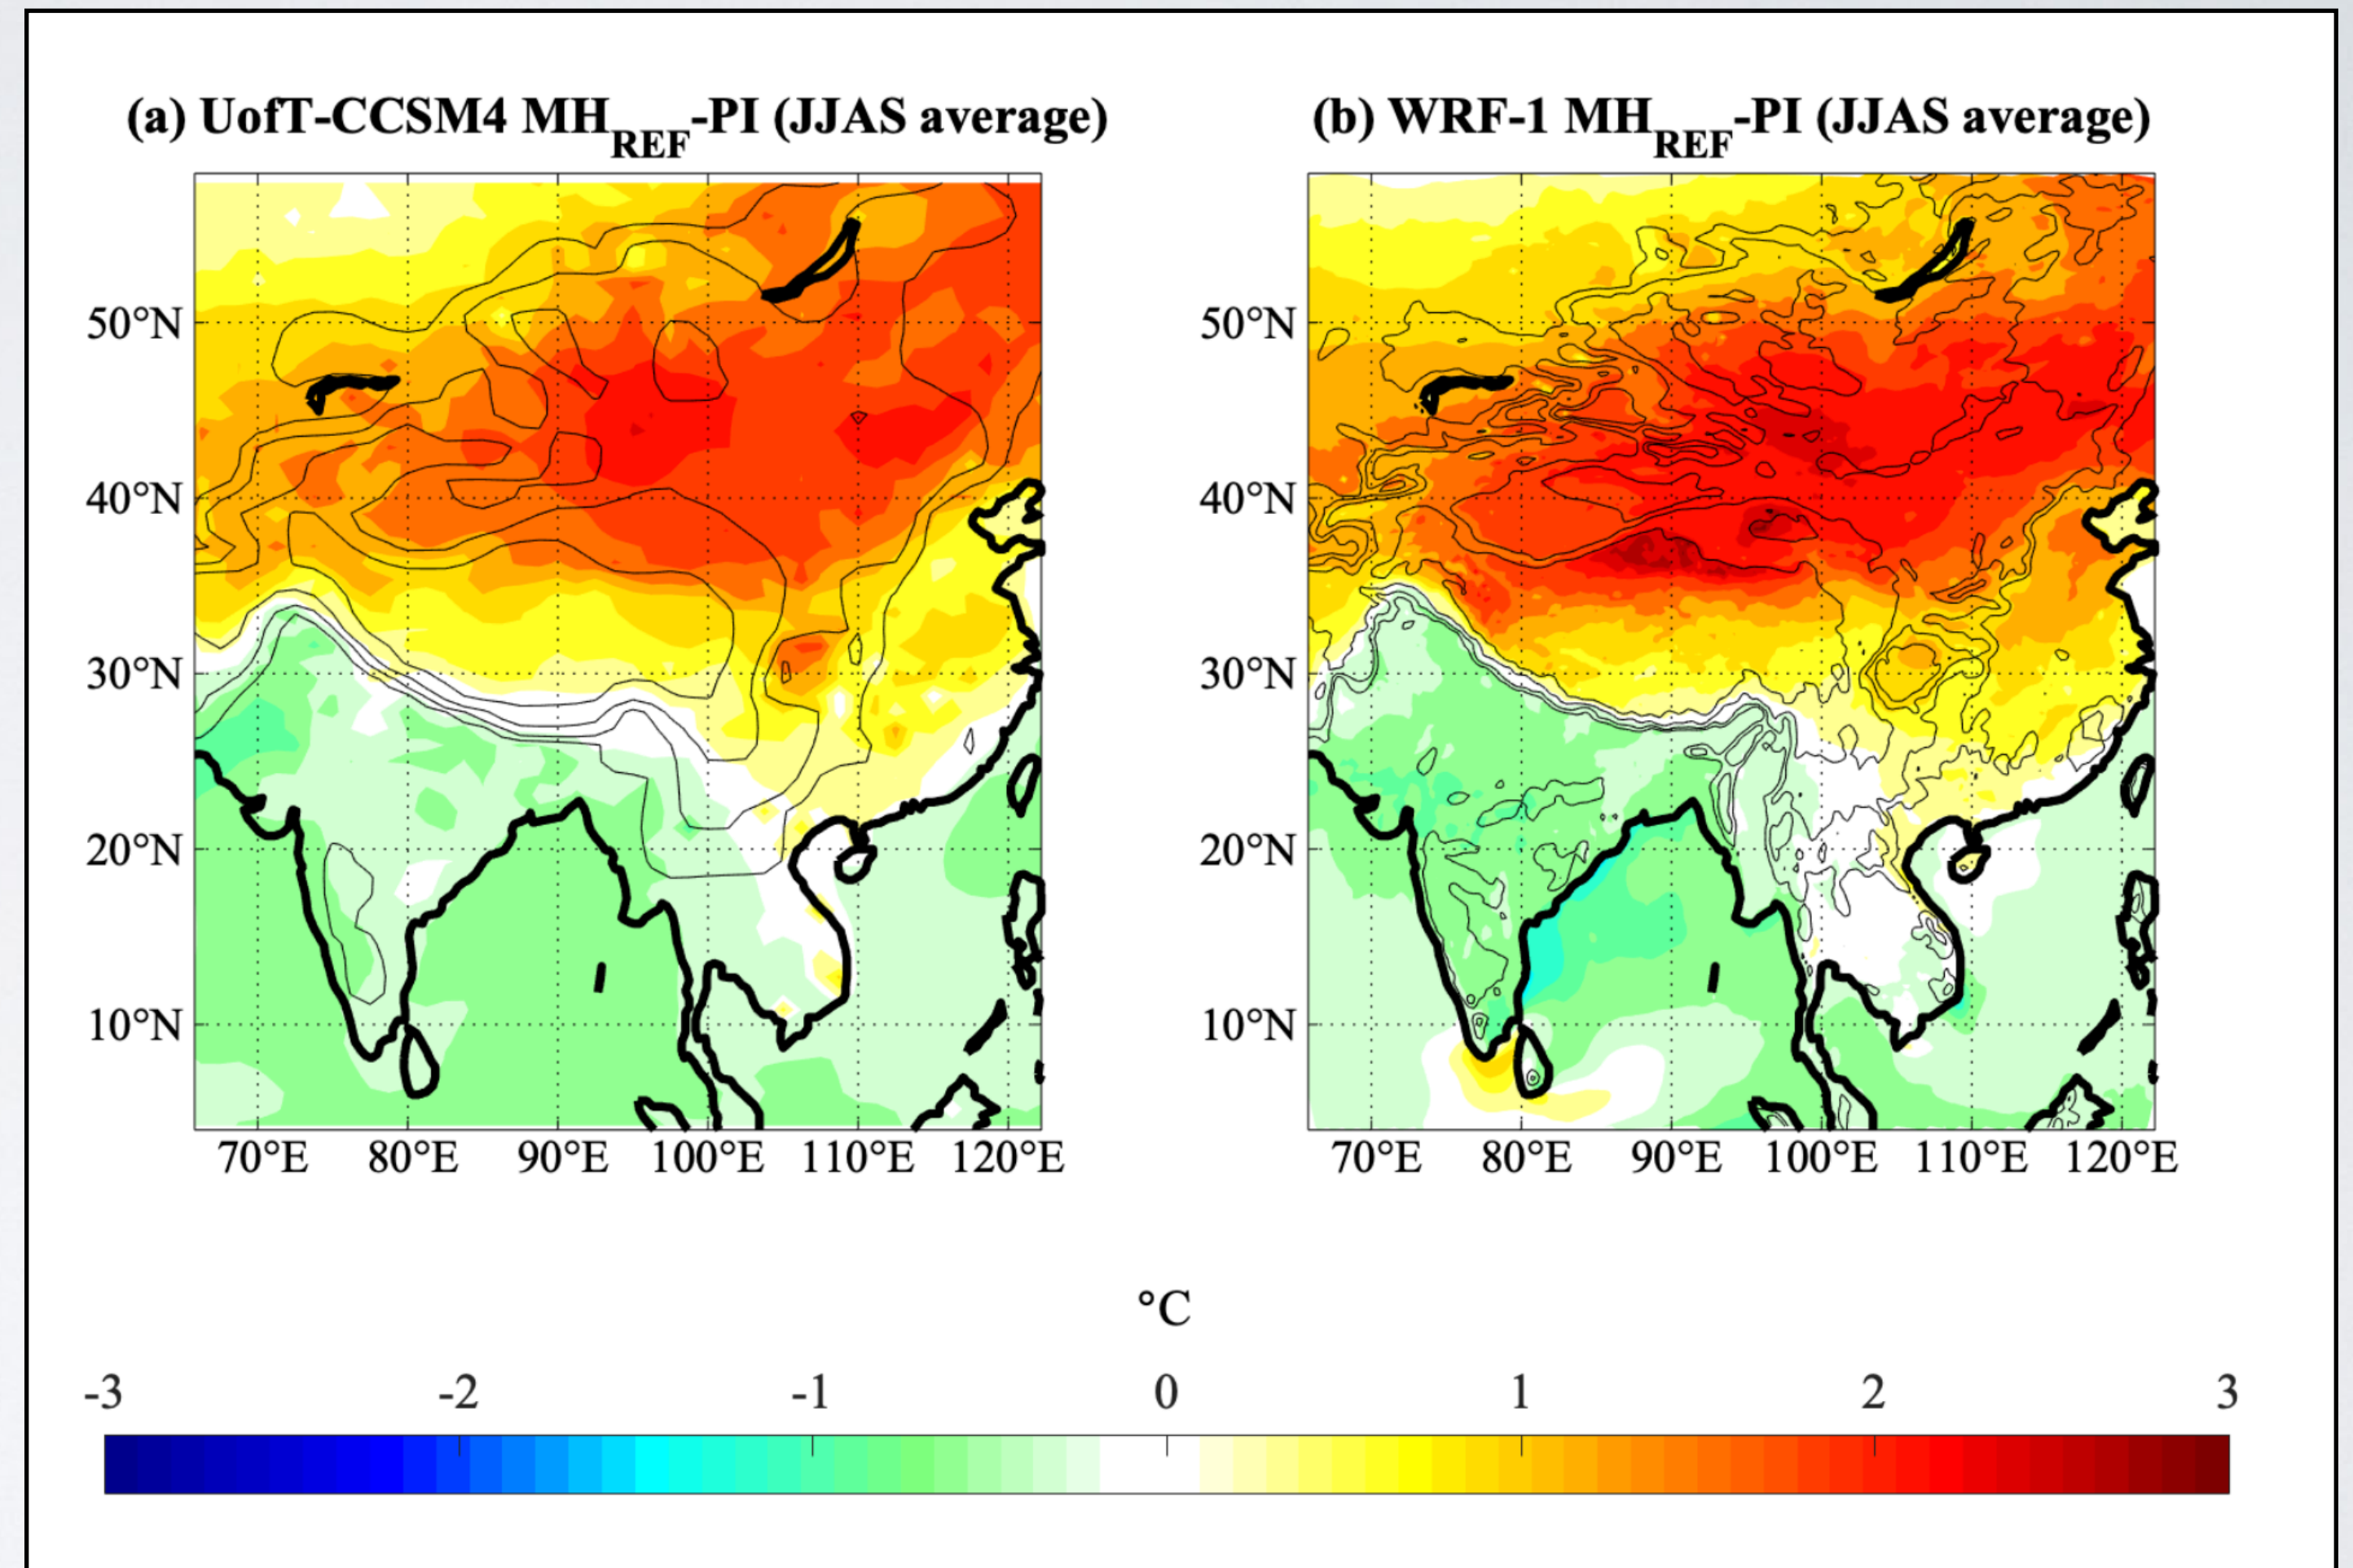 (a) UofT-CCSM4 MH_REF-PI (JJAS average)
(b) WRF-1 MH_REF-PI (JJAS average)
50°N
40°N
30°N
20°N
10°N
70°E 80°E 90°E 100°E 110°E 120°E
50°N
40°N
30°N
20°N
10°N
70°E 80°E 90°E 100°E 110°E 120°E
°C
-3 -2 -1 0 1 2 3